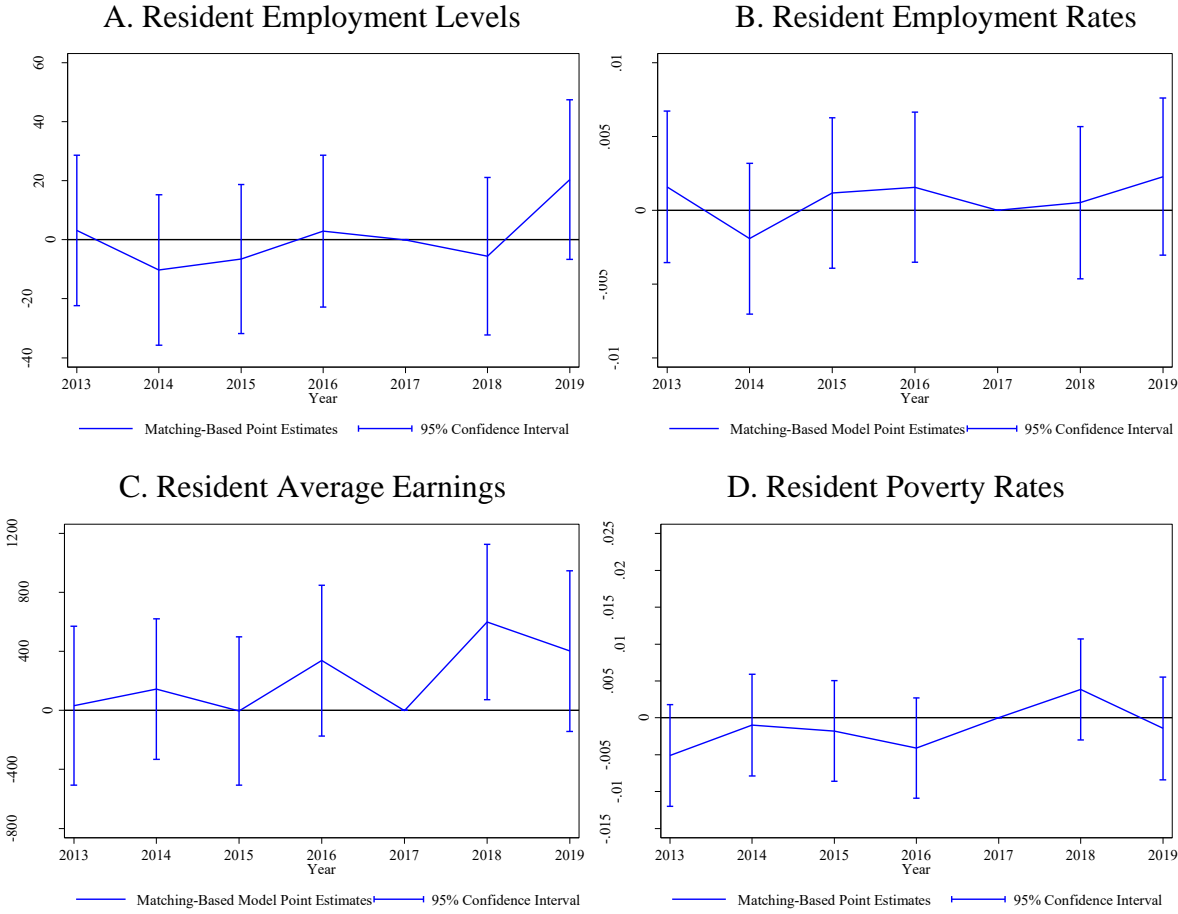 A. Resident Employment Levels
60
40
20
0
-20
-40
2013 2014 2015 2016 2017 2018 2019
Year
Matching-Based Point Estimates 95% Confidence Interval
B. Resident Employment Rates
.01
.005
0
-.005
-.01
2013 2014 2015 2016 2017 2018 2019
Year
Matching-Based Model Point Estimates 95% Confidence Interval
C. Resident Average Earnings
1200
800
400
0
-400
-800
2013 2014 2015 2016 2017 2018 2019
Year
Matching-Based Model Point Estimates 95% Confidence Interval
D. Resident Poverty Rates
.025
.02
.015
.01
.005
0
-.005
-.01
-.015
2013 2014 2015 2016 2017 2018 2019
Year
Matching-Based Point Estimates 95% Confidence Interval